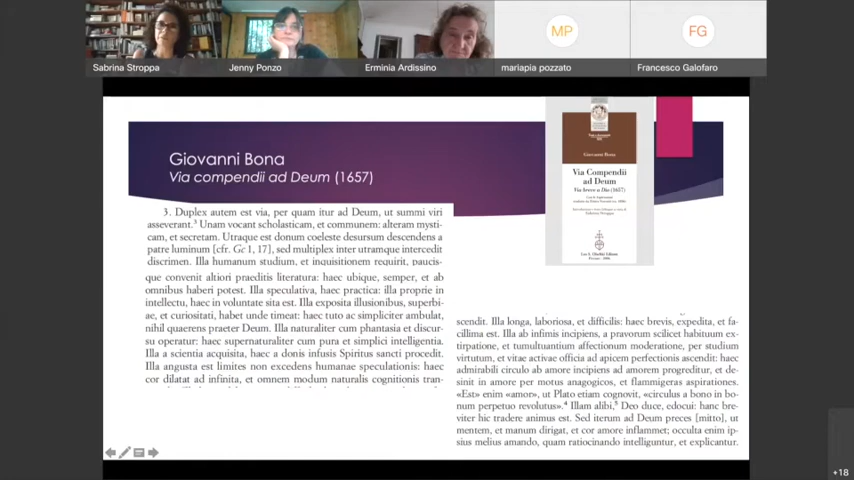 MP
FG
Sabrina Stroppa
Jenny Ponzo
Erminia Ardissino
mariapia pozzato
Francesco Galofaro
Giovanni Bona
Via compendii ad Deum (1657)
Giovanni Bona
Via Compendii
ad Deum
Via breve a Dio (1657)
3. Duplex autem est via, per quam itur ad Deum, ut summi viri
asseverant.³ Unam vocant scholasticam, et communem: alteram mysti-
cam, et secretam. Utraque est donum coeleste desursum descendens a
patre luminum [cfr. Gc 1, 17], sed multiplex inter utramque intercedit
discrimen. Illa humanum studium, et inquisitionem requirit, paucis-
que convenit altiori praeditis literatura: haec ubique, semper, et ab
omnibus haberi potest. Illa speculativa, haec practica: illa proprie in
intellectu, haec in voluntate sita est. Illa exposita illusionibus, superbi-
ae, et curiositati, habet unde timeat: haec tuto ac simpliciter ambulat,
nihil quaerens praeter Deum. Illa naturaliter cum phantasia et discur-
su operatur: haec supernaturaliter cum pura et simplici intelligentia.
Illa a scientia acquisita, haec a donis infusis Spiritus sancti procedit.
Illa angusta est limites non excedens humanae speculationis: haec
cor dilatat ad infinita, et omnem modum naturalis cognitionis tran-
scendit. Illa longa, laboriosa, et difficilis: haec brevis, expedita, et fa-
cillima est. Illa ab infimis incipiens, a pravorum scilicet habituum ex-
tirpatione, et tumultuantium affectionum moderatione, per studium
virtutum, et vitae activae officia ad apicem perfectionis ascendit: haec
admirabili circulo ab amore incipiens ad amorem progreditur, et de-
sinit in amore per motus anagogicos, et flammigeras aspirationes.
«Est» enim «amor», ut Plato etiam cognovit, «circulus a bono in bo-
num perpetuo revolutus».⁴ Illam alibi,⁵ Deo duce, edocui: hanc bre-
viter hic tradere animus est. Sed iterum ad Deum preces [mitto], ut
mentem, et manum dirigat, et cor amore inflammet; occulta enim ip-
sius melius amando, quam ratiocinando intelliguntur, et explicantur.
+18